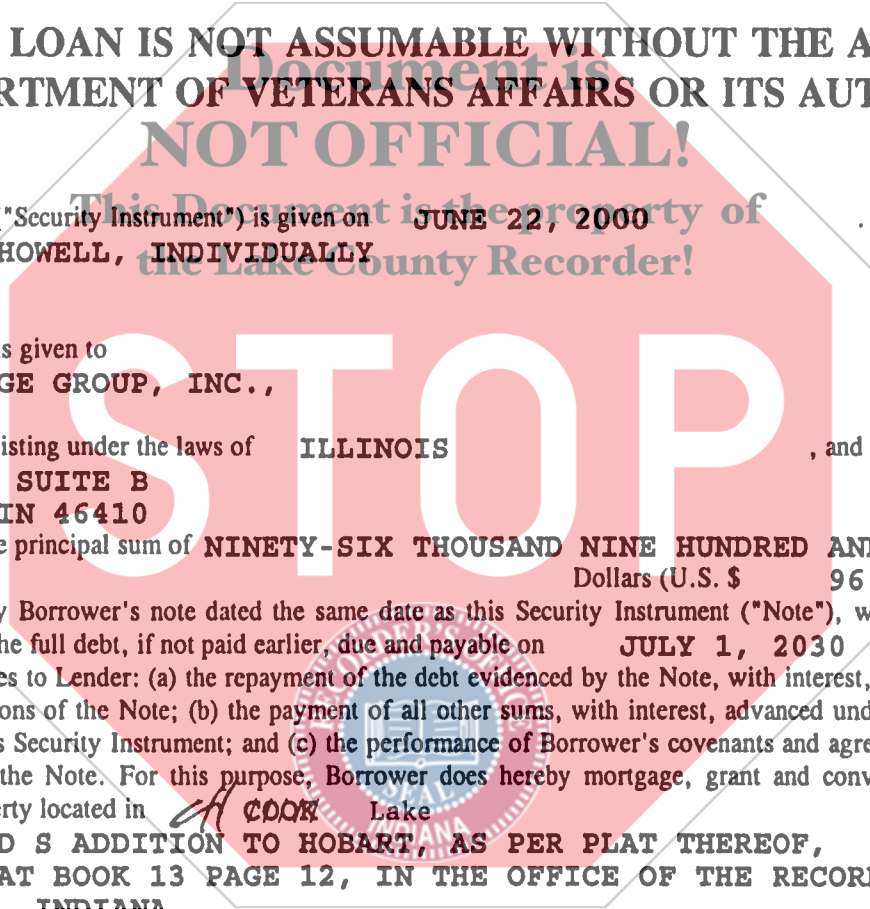 LOAN IS NOT ASSUMABLE WITHOUT THE A
RTMENT OF VETERANS AFFAIRS OR ITS AUT
Document is
NOT OFFICIAL!
This Document is the property of
the Lake County Recorder!
("Security Instrument") is given on JUNE 22, 2000 .
HOWELL, INDIVIDUALLY
s given to
GE GROUP, INC.,
isting under the laws of ILLINOIS , and
SUITE B
IN 46410
STOP
e principal sum of NINETY-SIX THOUSAND NINE HUNDRED AN
Dollars (U.S. $ 96
y Borrower's note dated the same date as this Security Instrument ("Note"), w
he full debt, if not paid earlier, due and payable on JULY 1, 2030
es to Lender: (a) the repayment of the debt evidenced by the Note, with interest,
ons of the Note; (b) the payment of all other sums, with interest, advanced und
s Security Instrument; and (c) the performance of Borrower's covenants and agre
the Note. For this purpose, Borrower does hereby mortgage, grant and conv
erty located in COOK Lake
D S ADDITION TO HOBART, AS PER PLAT THEREOF,
AT BOOK 13 PAGE 12, IN THE OFFICE OF THE RECOR
INDIANA
RECORDER'S OFFICE
SEAL
INDIANA